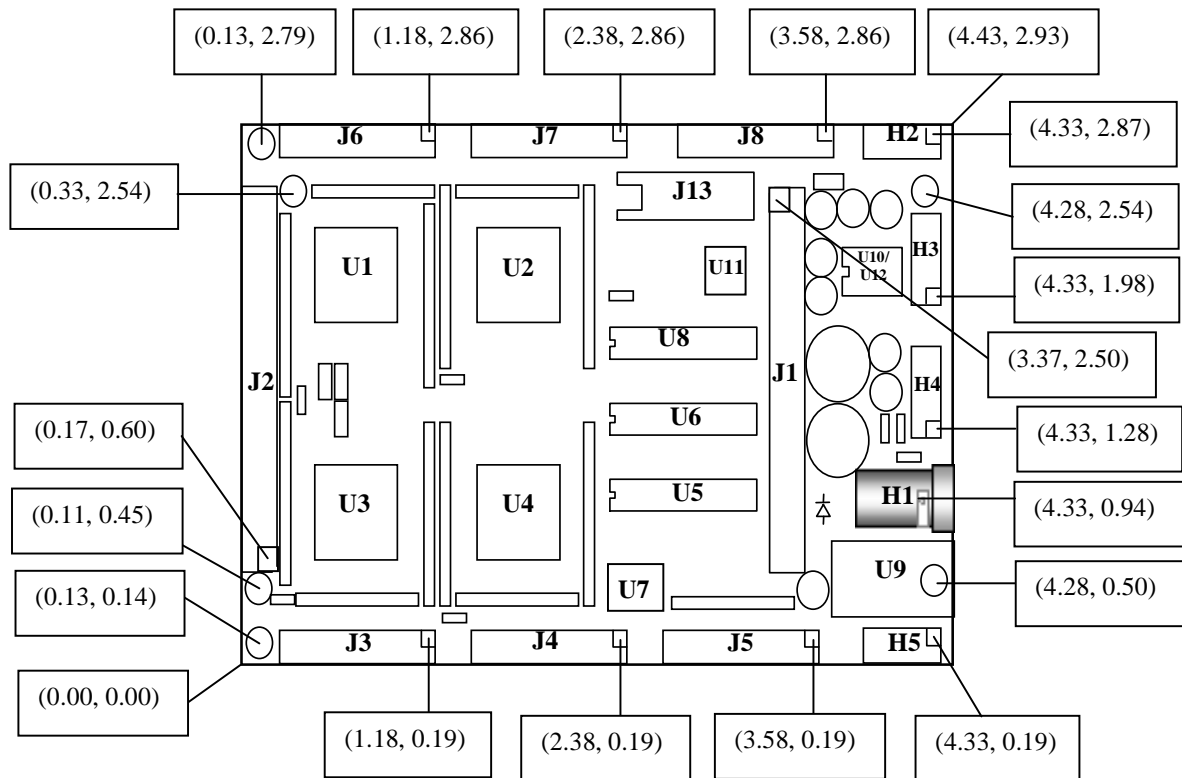 (0.13, 2.79)
(1.18, 2.86)
(2.38, 2.86)
(3.58, 2.86)
(4.43, 2.93)
J6
J7
J8
H2
(4.33, 2.87)
(0.33, 2.54)
J13
(4.28, 2.54)
U1
U2
U11
U10/
U12
H3
(4.33, 1.98)
U8
(3.37, 2.50)
J2
J1
H4
(0.17, 0.60)
U6
(4.33, 1.28)
U3
U4
U5
H1
(4.33, 0.94)
(0.11, 0.45)
U7
U9
(4.28, 0.50)
(0.13, 0.14)
J3
J4
J5
H5
(0.00, 0.00)
(1.18, 0.19)
(2.38, 0.19)
(3.58, 0.19)
(4.33, 0.19)